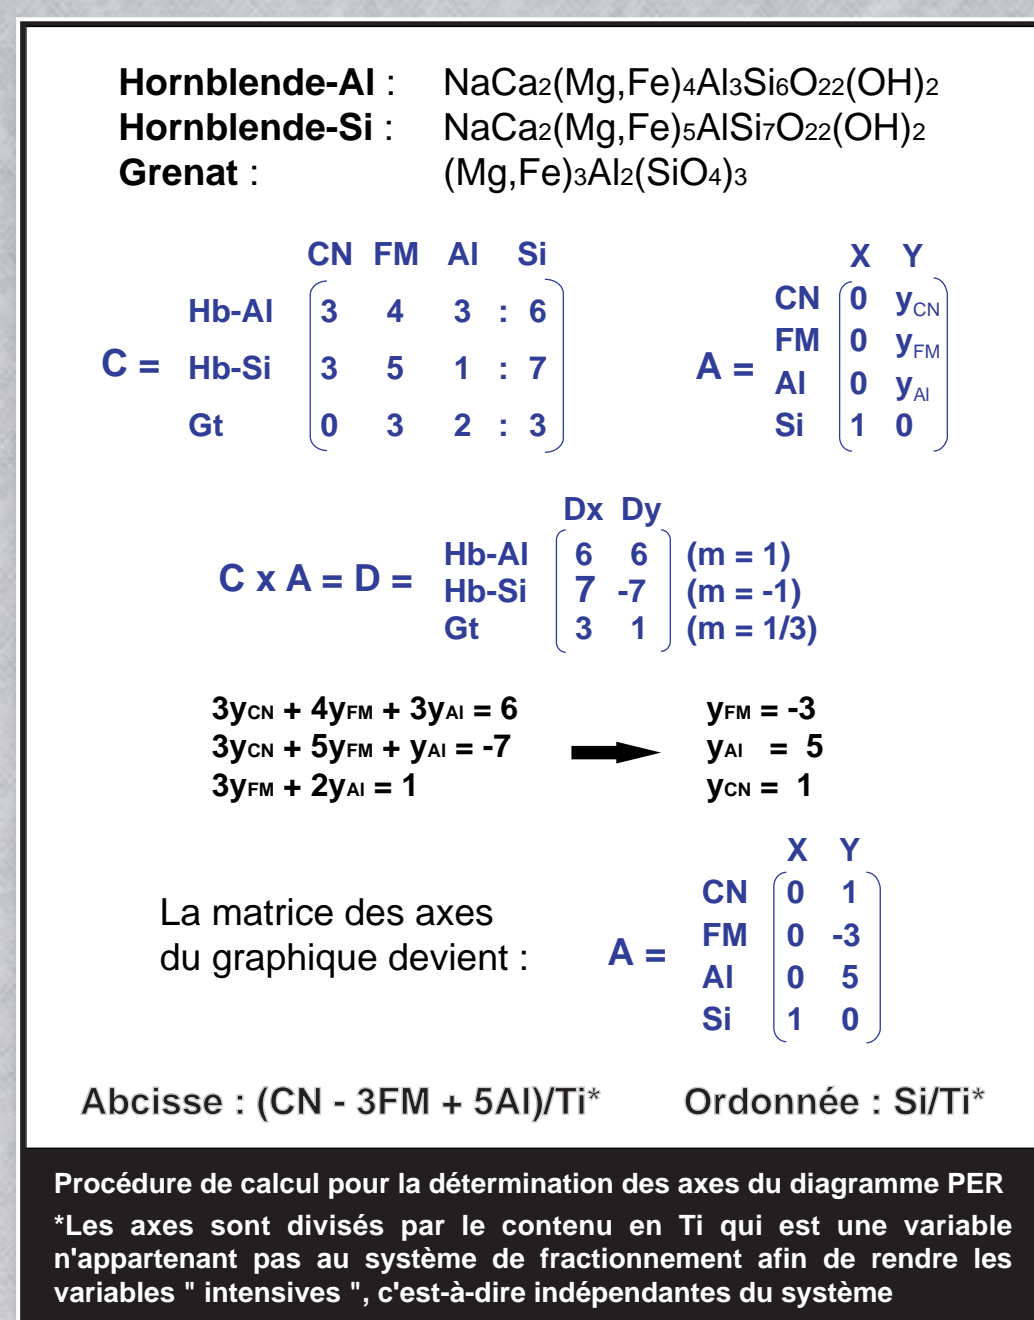 Hornblende-Al : NaCa2(Mg,Fe)4Al3Si6O22(OH)2
Hornblende-Si : NaCa2(Mg,Fe)5AlSi7O22(OH)2
Grenat : (Mg,Fe)3Al2(SiO4)3
CN FM Al Si
Hb-Al 3 4 3 : 6
C = Hb-Si 3 5 1 : 7
Gt 0 3 2 : 3
X Y
CN 0 yCN
FM 0 yFM
A =
Al 0 yAl
Si 1 0
Dx Dy
Hb-Al 6 6 (m = 1)
C x A = D =
Hb-Si 7 -7 (m = -1)
Gt 3 1 (m = 1/3)
3yCN + 4yFM + 3yAl = 6
3yCN + 5yFM + yAl = -7
3yFM + 2yAl = 1
yFM = -3
yAl = 5
yCN = 1
La matrice des axes
du graphique devient :
X Y
CN 0 1
FM 0 -3
A =
Al 0 5
Si 1 0
Abcisse : (CN - 3FM + 5Al)/Ti* Ordonnée : Si/Ti*
Procédure de calcul pour la détermination des axes du diagramme PER
*Les axes sont divisés par le contenu en Ti qui est une variable
n'appartenant pas au système de fractionnement afin de rendre les
variables " intensives ", c'est-à-dire indépendantes du système